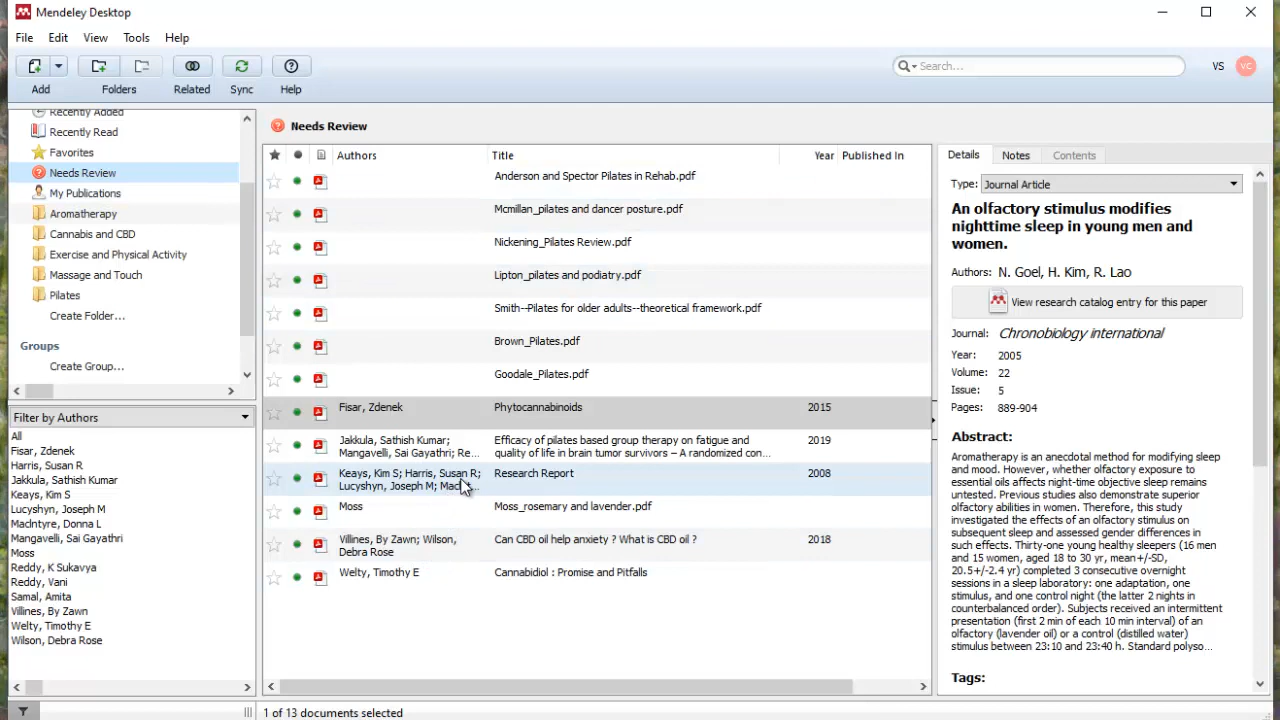 Mendeley Desktop
File Edit View Tools Help
Search...
VS VC
Add Folders Related Sync Help
Recently Added
Recently Read
Favorites
Needs Review
My Publications
Aromatherapy
Cannabis and CBD
Exercise and Physical Activity
Massage and Touch
Pilates
Create Folder...
Groups
Create Group...
Filter by Authors
All
Fisar, Zdenek
Harris, Susan R
Jakkula, Sathish Kumar
Keays, Kim S
Lucyshyn, Joseph M
MacIntyre, Donna L
Mangavelli, Sai Gayathri
Moss
Reddy, K Sukavya
Reddy, Vani
Samal, Amita
Villines, By Zawn
Welty, Timothy E
Wilson, Debra Rose
Needs Review
Authors Title Year Published In
Anderson and Spector Pilates in Rehab.pdf
Mcmillan_pilates and dancer posture.pdf
Nickening_Pilates Review.pdf
Lipton_pilates and podiatry.pdf
Smith--Pilates for older adults--theoretical framework.pdf
Brown_Pilates.pdf
Goodale_Pilates.pdf
Fisar, Zdenek Phytocannabinoids 2015
Jakkula, Sathish Kumar; Efficacy of pilates based group therapy on fatigue and 2019
Mangavelli, Sai Gayathri; Re... quality of life in brain tumor survivors – A randomized con...
Keays, Kim S; Harris, Susan R; Research Report 2008
Lucyshyn, Joseph M;
Moss Moss_rosemary and lavender.pdf
Villines, By Zawn; Wilson, Can CBD oil help anxiety ? What is CBD oil ? 2018
Debra Rose
Welty, Timothy E Cannabidiol : Promise and Pitfalls
Details Notes Contents
Type: Journal Article
An olfactory stimulus modifies
nighttime sleep in young men and
women.
Authors: N. Goel, H. Kim, R. Lao
View research catalog entry for this paper
Journal: Chronobiology international
Year: 2005
Volume: 22
Issue: 5
Pages: 889-904
Abstract:
Aromatherapy is an anecdotal method for modifying sleep
and mood. However, whether olfactory exposure to
essential oils affects night-time objective sleep remains
untested. Previous studies also demonstrate superior
olfactory abilities in women. Therefore, this study
investigated the effects of an olfactory stimulus on
subsequent sleep and assessed gender differences in
such effects. Thirty-one young healthy sleepers (16 men
and 15 women, aged 18 to 30 yr, mean+/-SD,
20.5+/-2.4 yr) completed 3 consecutive overnight
sessions in a sleep laboratory: one adaptation, one
stimulus, and one control night (the latter 2 nights in
counterbalanced order). Subjects received an intermittent
presentation (first 2 min of each 10 min interval) of an
olfactory (lavender oil) or a control (distilled water)
stimulus between 23:10 and 23:40 h. Standard polyso...
Tags:
1 of 13 documents selected